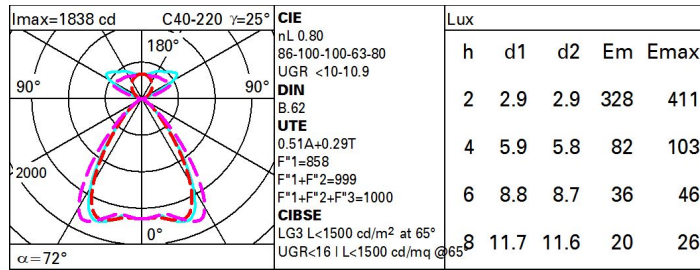 Imax=1838 cd C40-220 γ=25°
180°
90° 90°
2000
0°
α=72°
CIE
nL 0.80
86-100-100-63-80
UGR <10-10.9
DIN
B.62
UTE
0.51A+0.29T
F"1=858
F"1+F"2=999
F"1+F"2+F"3=1000
CIBSE
LG3 L<1500 cd/m² at 65°
UGR<16 | L<1500 cd/mq @65°
Lux
h d1 d2 Em Emax
2 2.9 2.9 328 411
4 5.9 5.8 82 103
6 8.8 8.7 36 46
8 11.7 11.6 20 26